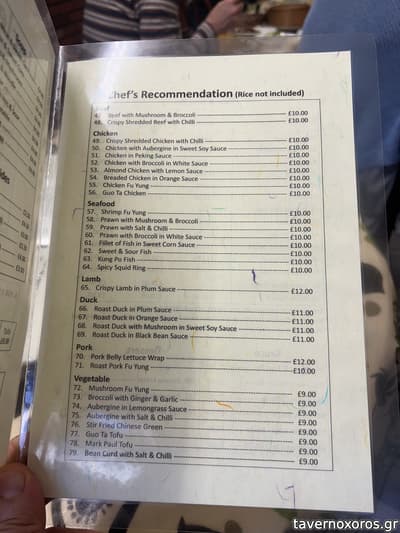 Chef's Recommendation (Rice not included)
Beef
47. Beef with Mushroom & Broccoli £10.00
48. Crispy Shredded Beef with Chilli £10.00
Chicken
49. Crispy Shredded Chicken with Chilli £10.00
50. Chicken with Aubergine in Sweet Soy Sauce £10.00
51. Chicken in Peking Sauce £10.00
52. Chicken with Broccoli in White Sauce £10.00
53. Almond Chicken with Lemon Sauce £10.00
54. Breaded Chicken in Orange Sauce £10.00
55. Chicken Fu Yung £10.00
56. Guo Ta Chicken £10.00
Seafood
57. Shrimp Fu Yung £10.00
58. Prawn with Mushroom & Broccoli £10.00
59. Prawn with Salt & Chilli £10.00
60. Prawn with Broccoli in White Sauce £10.00
61. Fillet of Fish in Sweet Corn Sauce £10.00
62. Sweet & Sour Fish £10.00
63. Kung Po Fish £10.00
64. Spicy Squid Ring £10.00
Lamb
65. Crispy Lamb in Plum Sauce £12.00
Duck
66. Roast Duck in Plum Sauce £11.00
67. Roast Duck in Orange Sauce £11.00
68. Roast Duck with Mushroom in Sweet Soy Sauce £11.00
69. Roast Duck in Black Bean Sauce £11.00
Pork
70. Pork Belly Lettuce Wrap £12.00
71. Roast Pork Fu Yung £10.00
Vegetable
72. Mushroom Fu Yung £9.00
73. Broccoli with Ginger & Garlic £9.00
74. Aubergine in Lemongrass Sauce £9.00
75. Aubergine with Salt & Chilli £9.00
76. Stir Fried Chinese Green £9.00
77. Guo Ta Tofu £9.00
78. Mark Paul Tofu £9.00
79. Bean Curd with Salt & Chilli £9.00
tavernoxoros.gr